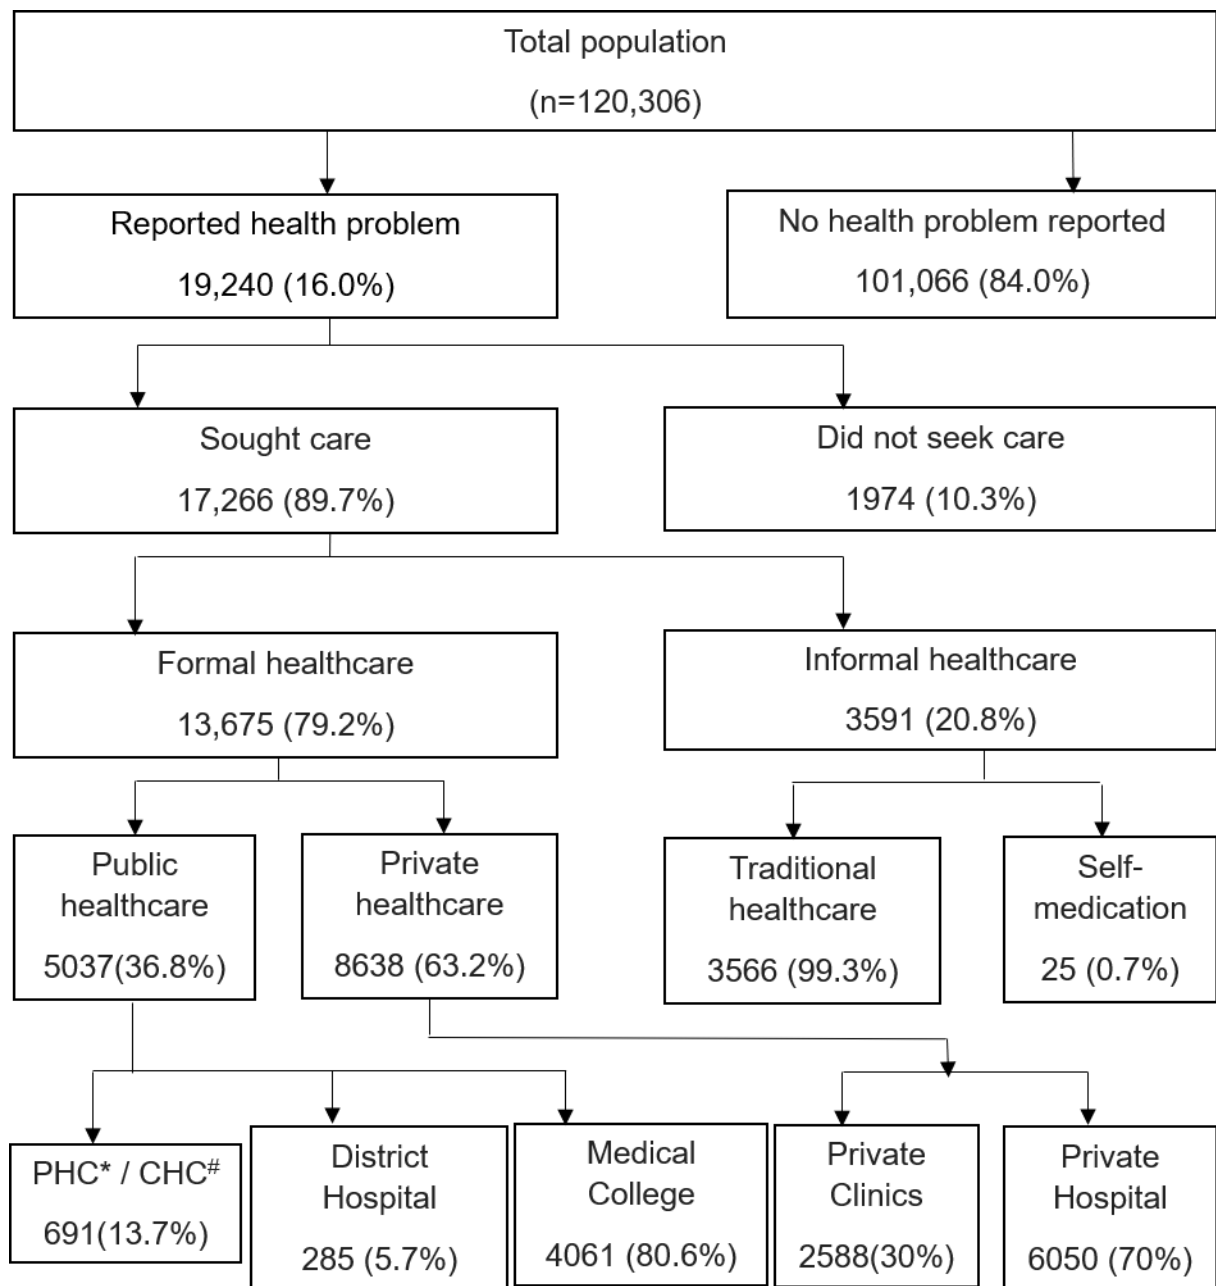 Total population
(n=120,306)
Reported health problem
19,240 (16.0%)
No health problem reported
101,066 (84.0%)
Sought care
17,266 (89.7%)
Did not seek care
1974 (10.3%)
Formal healthcare
13,675 (79.2%)
Informal healthcare
3591 (20.8%)
Public
healthcare
5037(36.8%)
Private
healthcare
8638 (63.2%)
Traditional
healthcare
3566 (99.3%)
Self-
medication
25 (0.7%)
PHC* / CHC#
691(13.7%)
District
Hospital
285 (5.7%)
Medical
College
4061 (80.6%)
Private
Clinics
2588(30%)
Private
Hospital
6050 (70%)